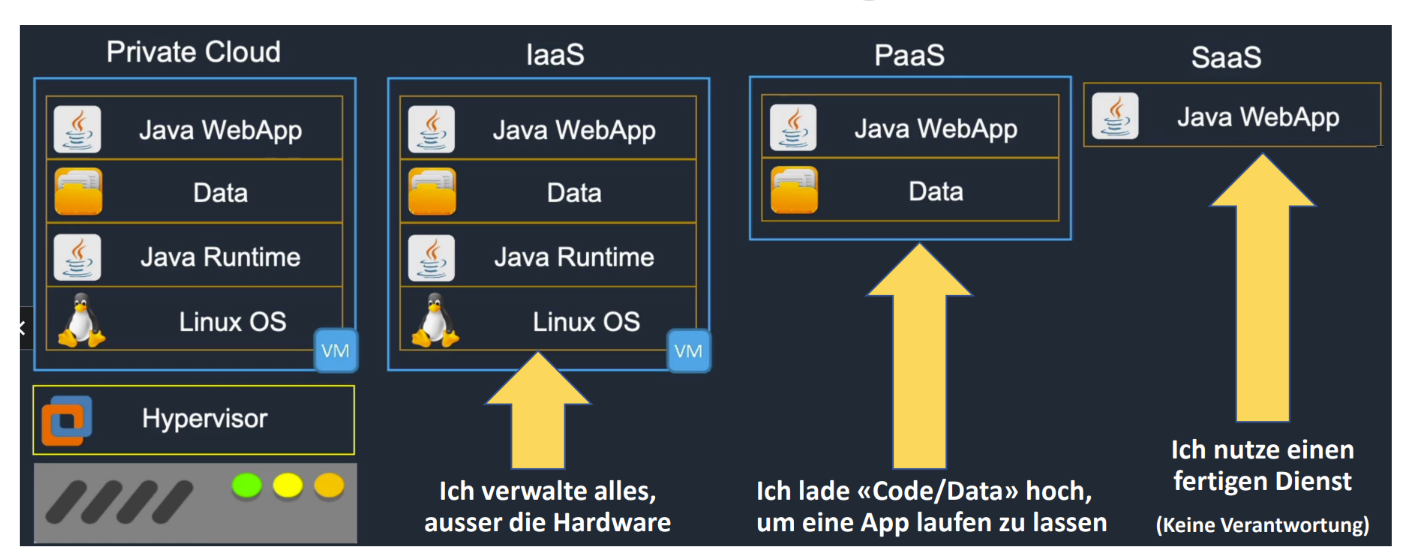 Private Cloud
Java WebApp
Data
Java Runtime
Linux OS
VM
Hypervisor
IaaS
Java WebApp
Data
Java Runtime
Linux OS
VM
Ich verwalte alles,
ausser die Hardware
PaaS
Java WebApp
Data
Ich lade «Code/Data» hoch,
um eine App laufen zu lassen
SaaS
Java WebApp
Ich nutze einen
fertigen Dienst
(Keine Verantwortung)